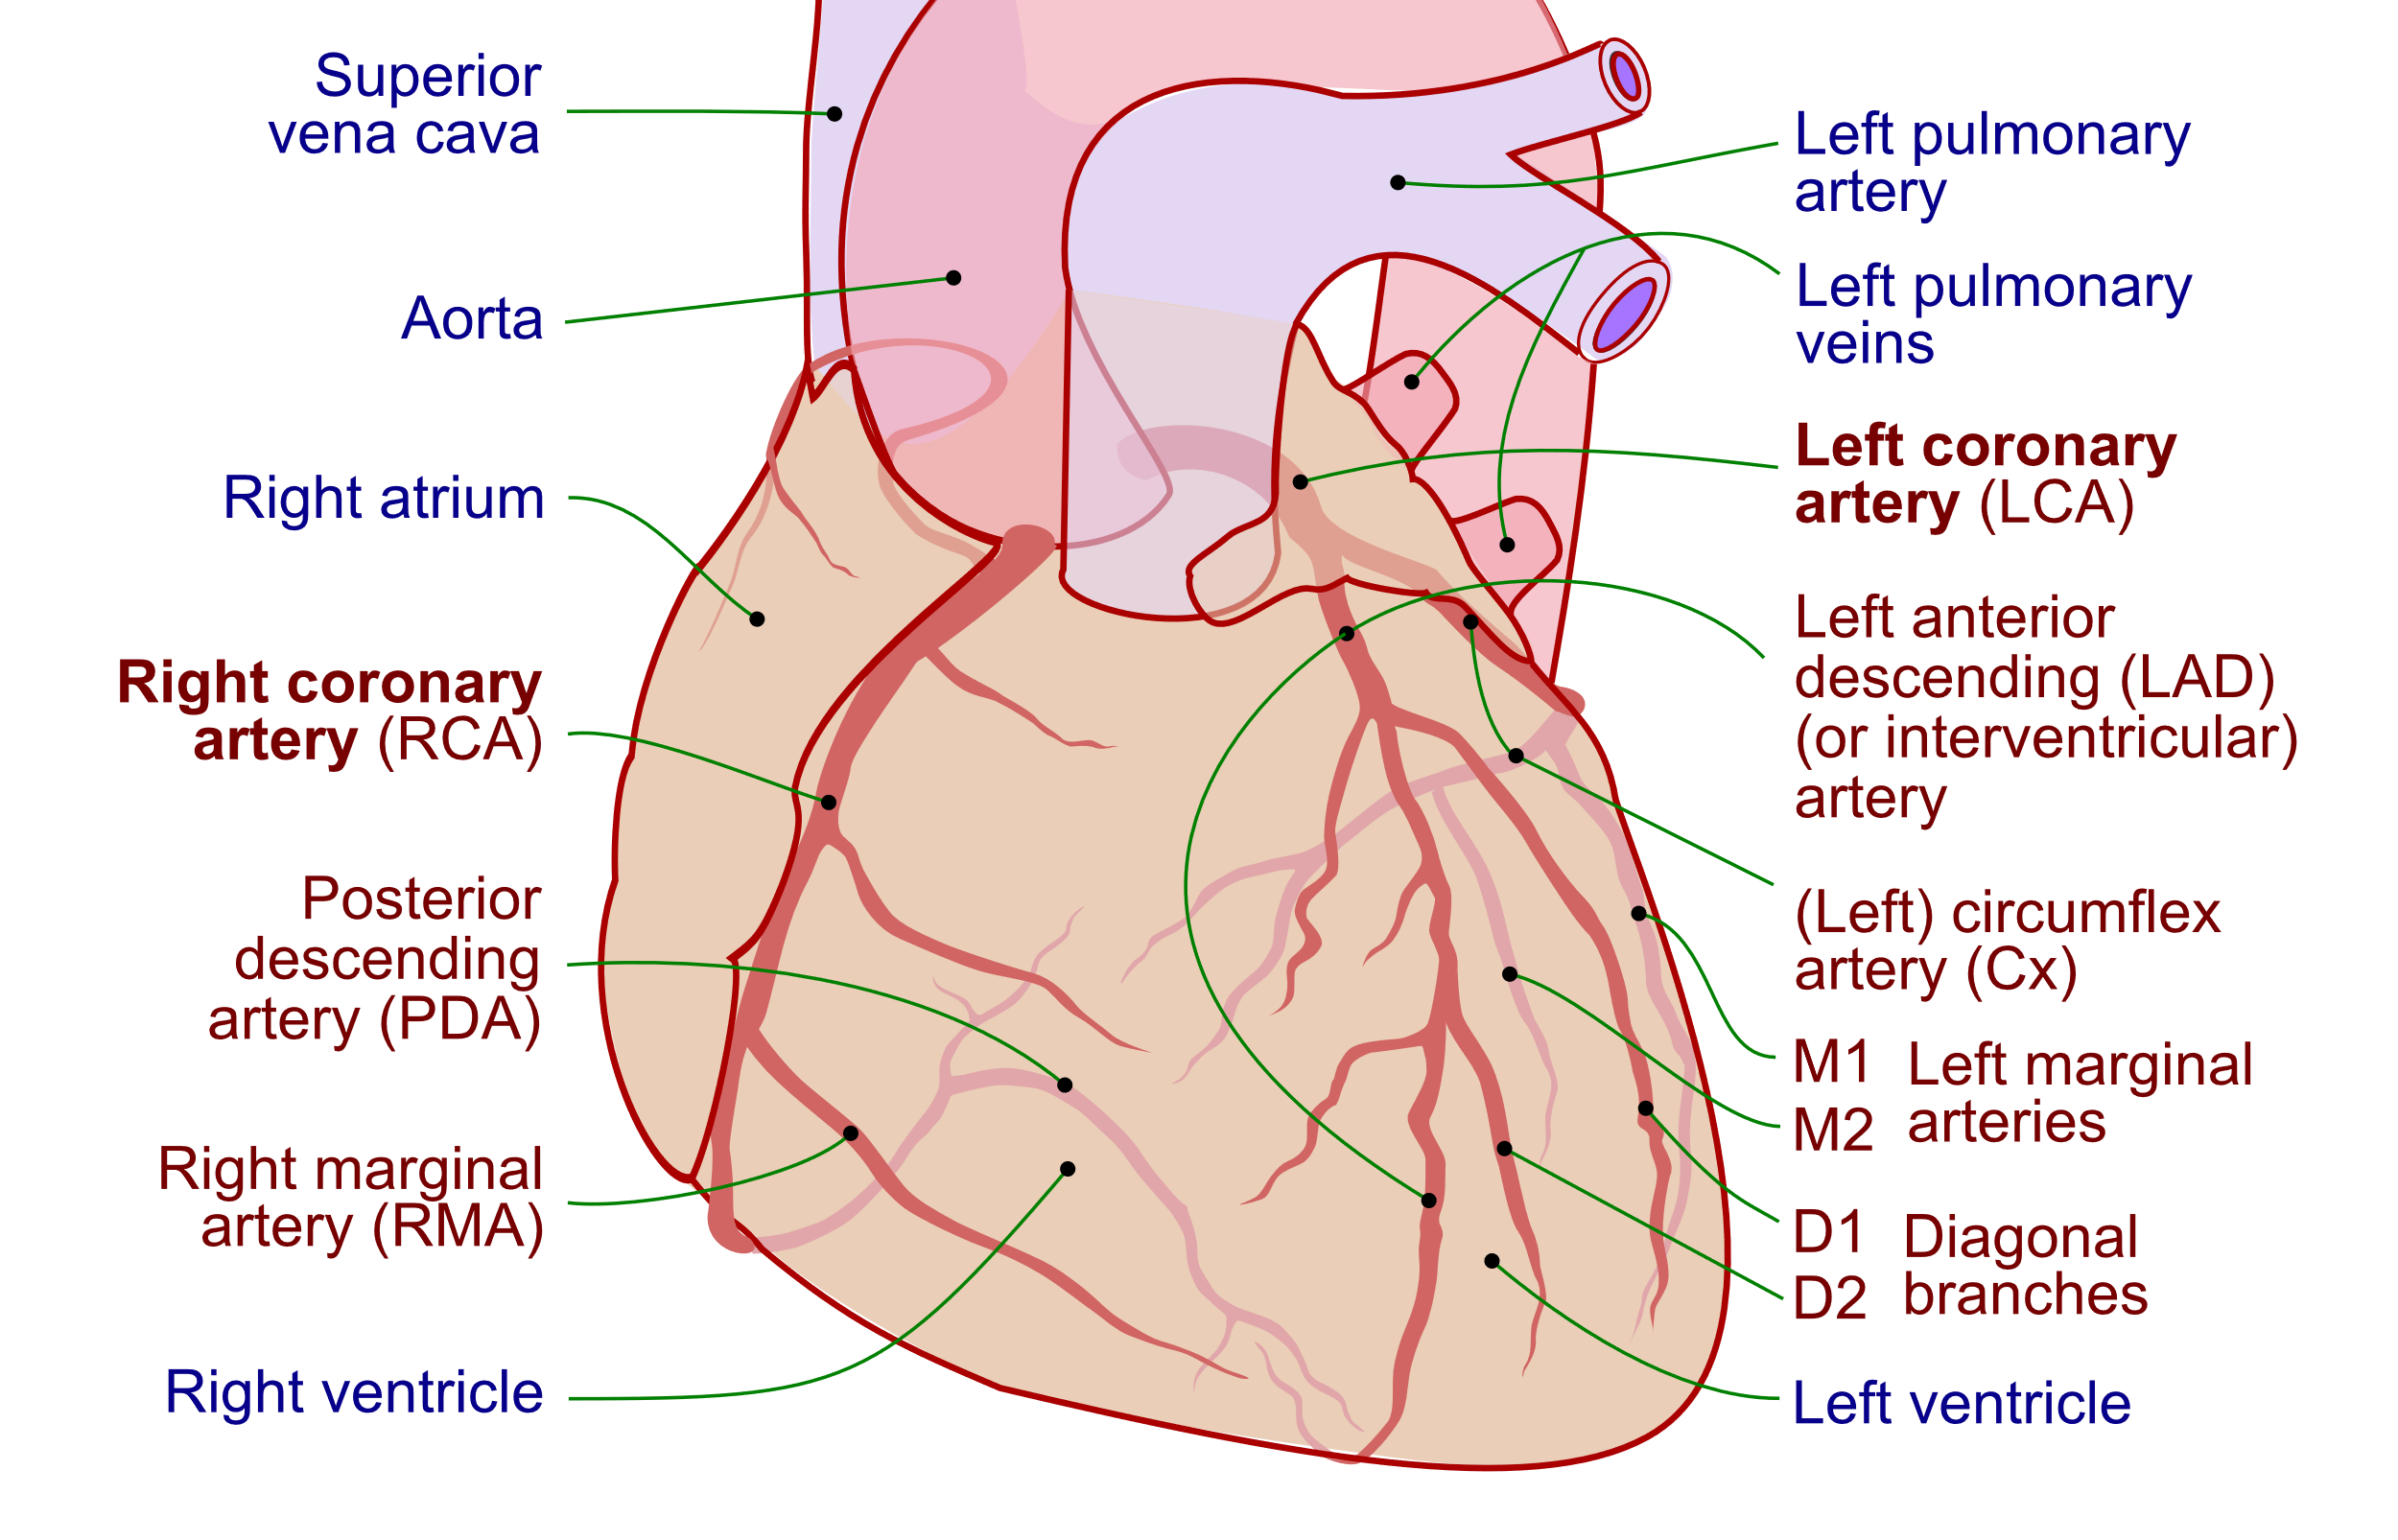 Superior
vena cava
Aorta
Right atrium
Right coronary
artery (RCA)
Posterior
descending
artery (PDA)
Right marginal
artery (RMA)
Right ventricle
Left pulmonary
artery
Left pulmonary
veins
Left coronary
artery (LCA)
Left anterior
descending (LAD)
(or interventricular)
artery
(Left) circumflex
artery (Cx)
M1 Left marginal
M2 arteries
D1 Diagonal
D2 branches
Left ventricle